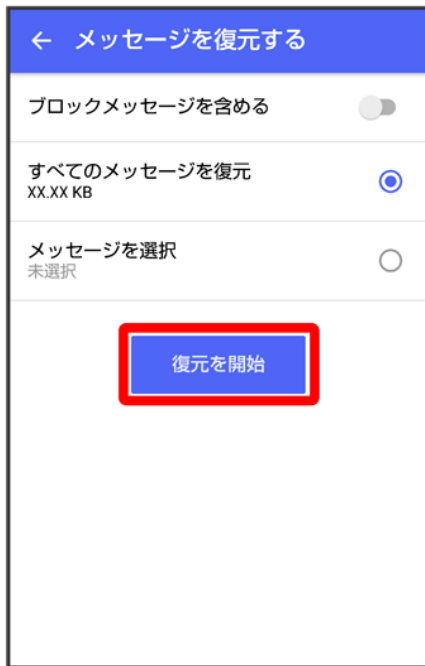 メッセージを復元する
ブロックメッセージを含める
すべてのメッセージを復元
XX.XX KB
メッセージを選択
未選択
復元を開始